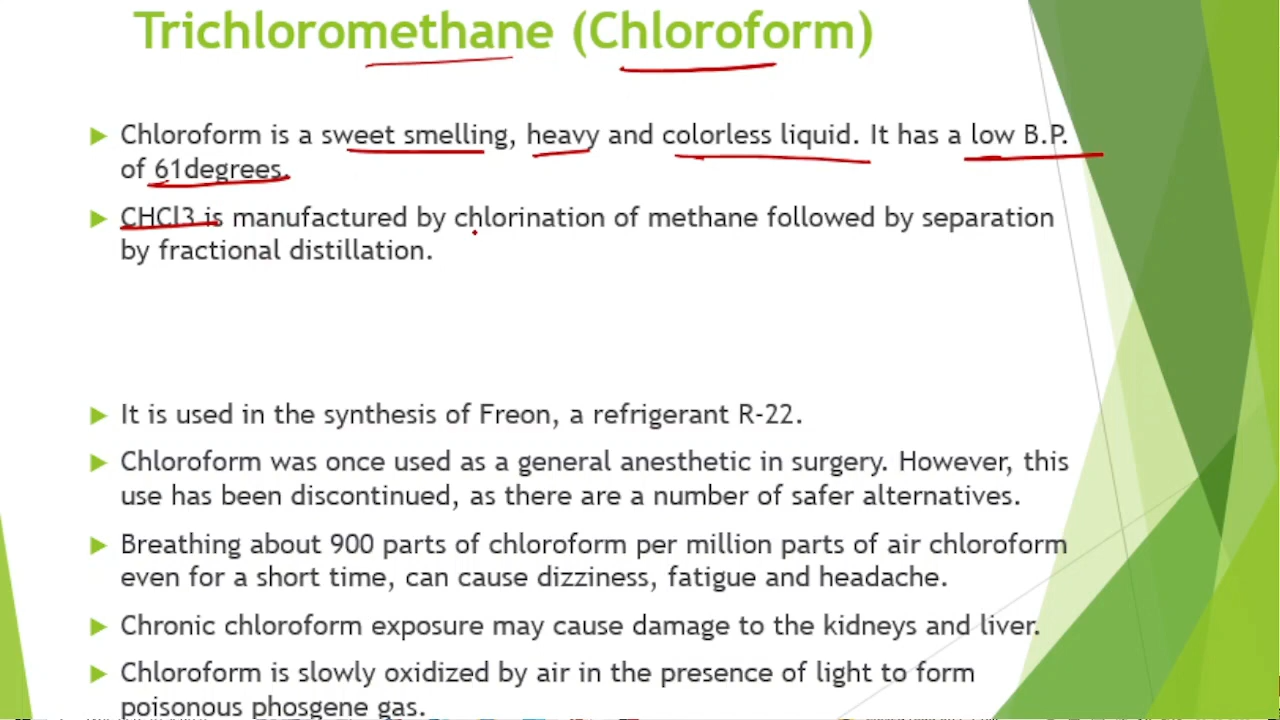 Trichloromethane (Chloroform)
Chloroform is a sweet smelling, heavy and colorless liquid. It has a low B.P.
of 61degrees.
CHCl3 is manufactured by chlorination of methane followed by separation
by fractional distillation.
It is used in the synthesis of Freon, a refrigerant R-22.
Chloroform was once used as a general anesthetic in surgery. However, this
use has been discontinued, as there are a number of safer alternatives.
Breathing about 900 parts of chloroform per million parts of air chloroform
even for a short time, can cause dizziness, fatigue and headache.
Chronic chloroform exposure may cause damage to the kidneys and liver.
Chloroform is slowly oxidized by air in the presence of light to form
poisonous phosgene gas.